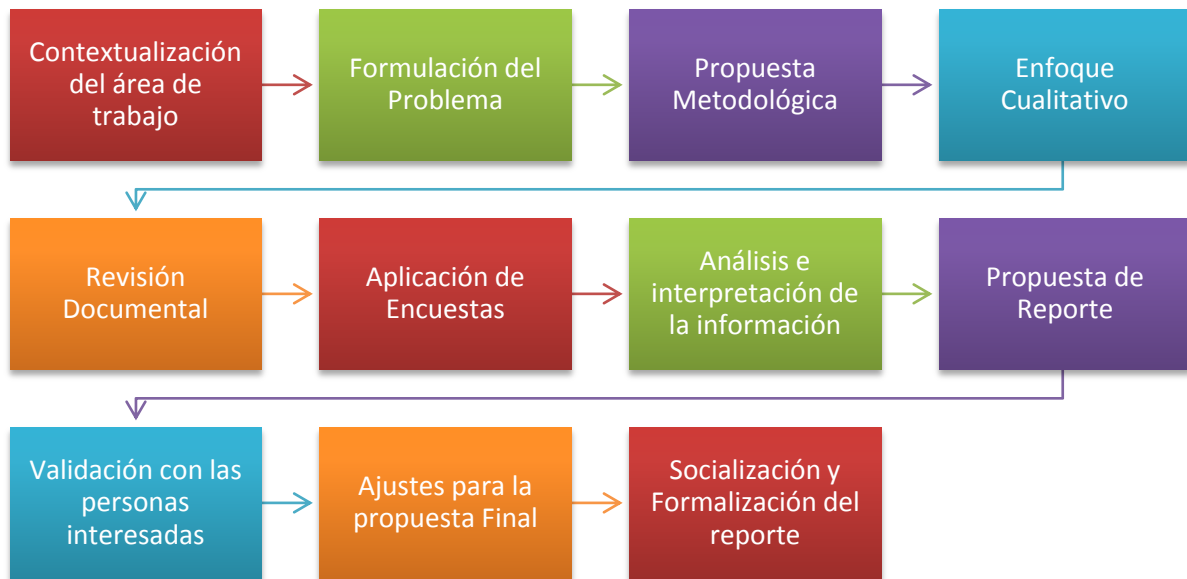 Contextualización
del área de
trabajo
Formulación del
Problema
Propuesta
Metodológica
Enfoque
Cualitativo
Revisión
Documental
Aplicación de
Encuestas
Análisis e
interpretación de
la información
Propuesta de
Reporte
Validación con las
personas
interesadas
Ajustes para la
propuesta Final
Socialización y
Formalización del
reporte